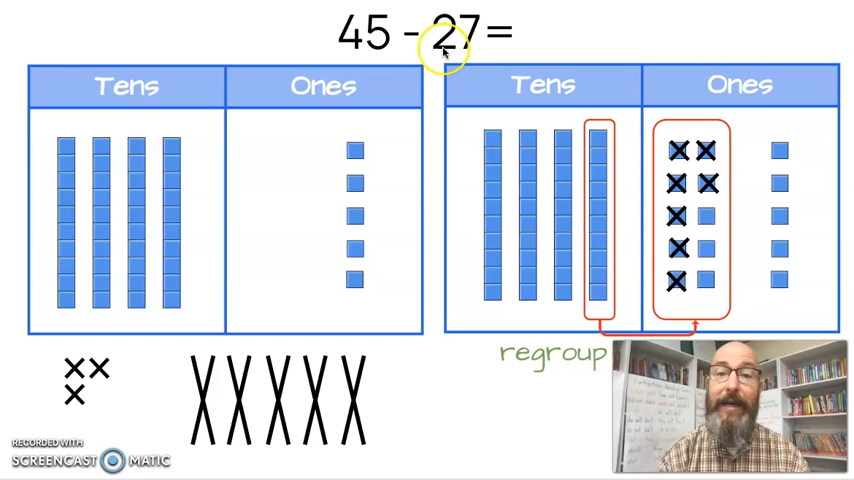 45 - 27 =
Tens
Ones
Tens
Ones
regroup
RECORDED WITH
SCREENCAST MATIC